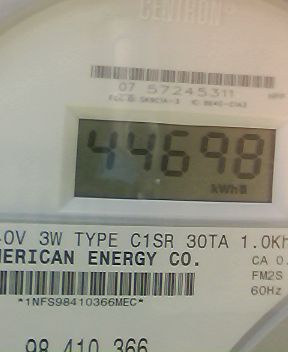 CENTRON
07 57245311
44698
kWh
0V 3W TYPE C1SR 30TA 1.0Kh
MERICAN ENERGY CO.
CA 0.
FM2S
60Hz
*1NFS98410366MEC*
98 410 366